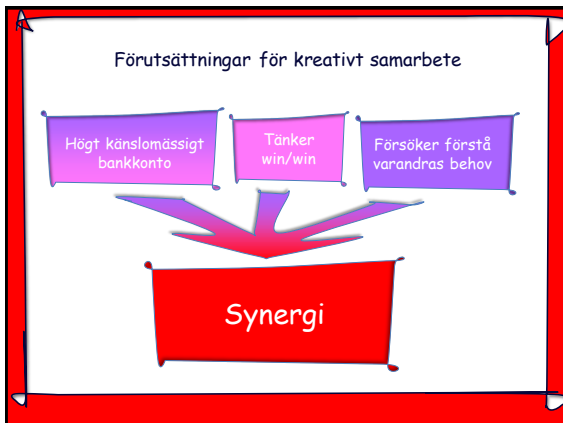 Förutsättningar för kreativt samarbete
Högt känslomässigt
bankkonto
Tänker
win/win
Försöker förstå
varandras behov
Synergi